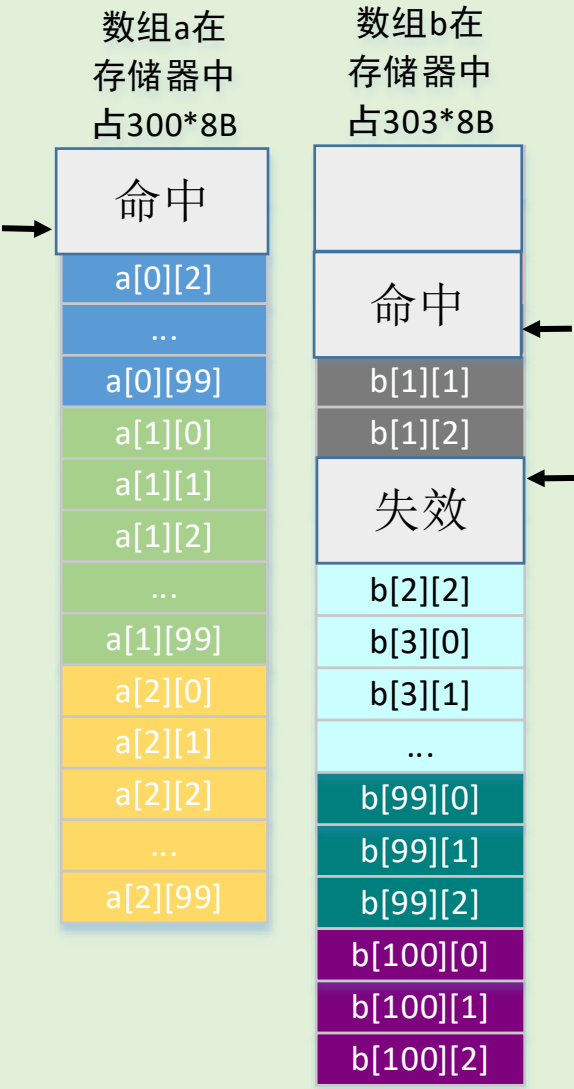 数组a在
存储器中
占300*8B
命中
a[0][2]
...
a[0][99]
a[1][0]
a[1][1]
a[1][2]
...
a[1][99]
a[2][0]
a[2][1]
a[2][2]
...
a[2][99]
数组b在
存储器中
占303*8B
命中
b[1][1]
b[1][2]
失效
b[2][2]
b[3][0]
b[3][1]
...
b[99][0]
b[99][1]
b[99][2]
b[100][0]
b[100][1]
b[100][2]